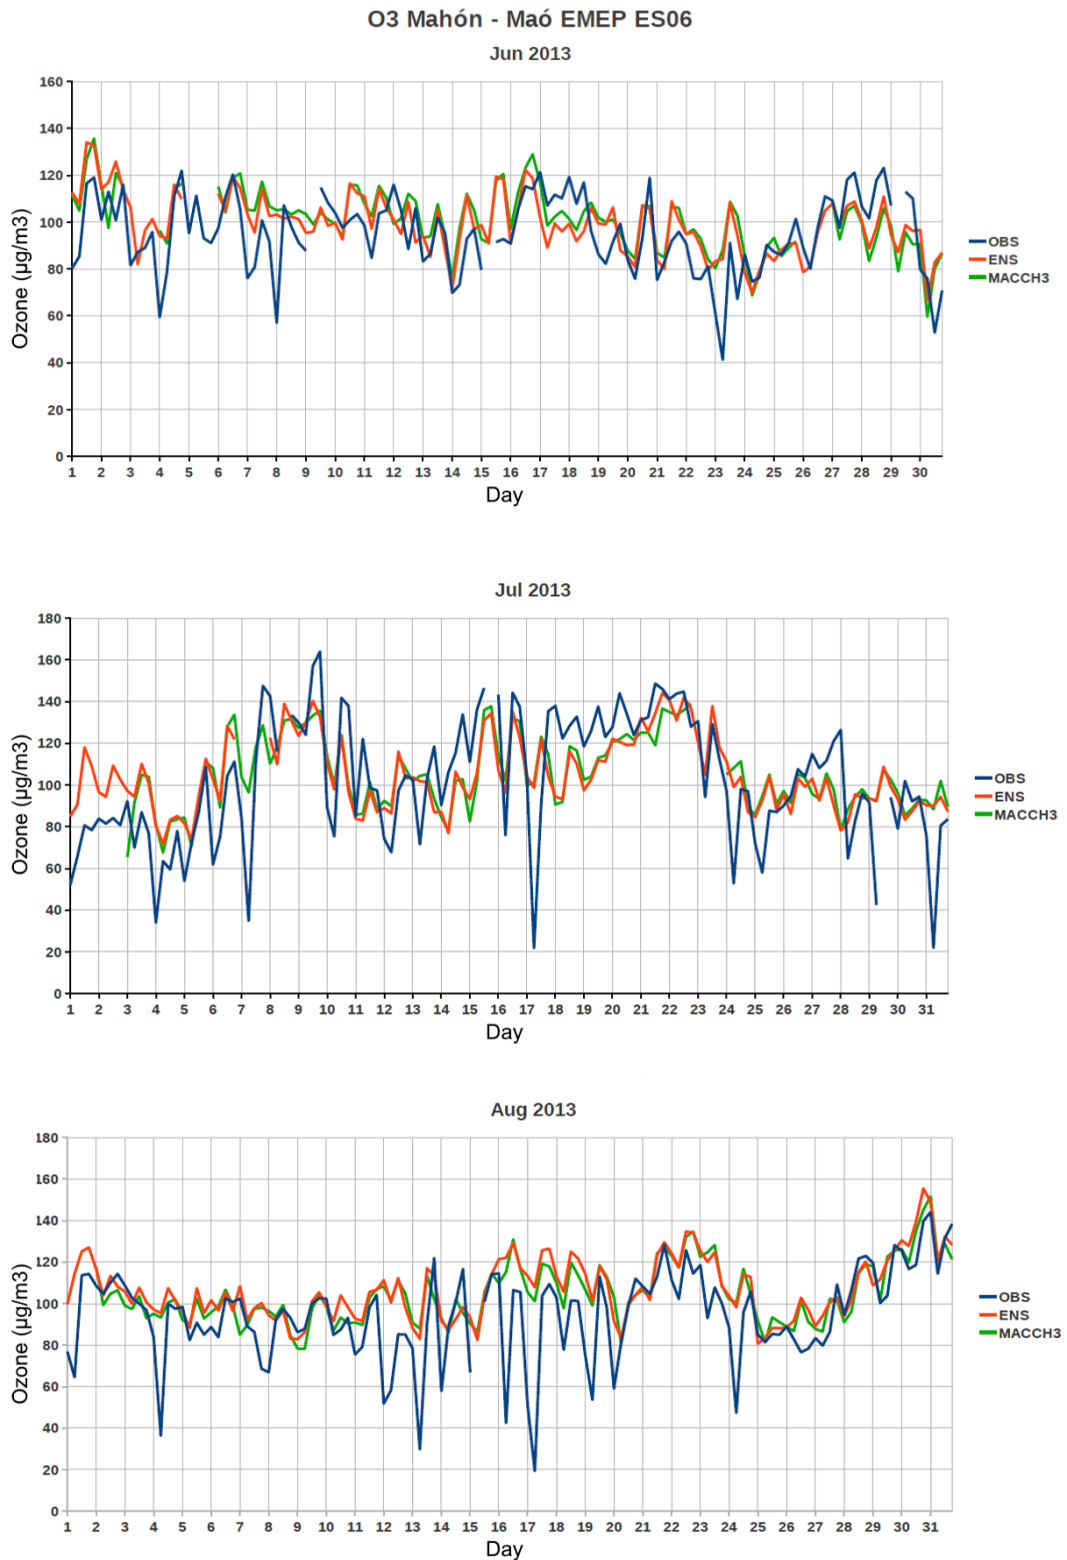 O3 Mahón - Maó EMEP ES06
Jun 2013
160
140
120
100
80
60
40
20
0
Ozone (µg/m3)
1 2 3 4 5 6 7 8 9 10 11 12 13 14 15 16 17 18 19 20 21 22 23 24 25 26 27 28 29 30
Day
OBS
ENS
MACCH3
Jul 2013
180
160
140
120
100
80
60
40
20
0
Ozone (µg/m3)
1 2 3 4 5 6 7 8 9 10 11 12 13 14 15 16 17 18 19 20 21 22 23 24 25 26 27 28 29 30 31
Day
OBS
ENS
MACCH3
Aug 2013
180
160
140
120
100
80
60
40
20
0
Ozone (µg/m3)
1 2 3 4 5 6 7 8 9 10 11 12 13 14 15 16 17 18 19 20 21 22 23 24 25 26 27 28 29 30 31
Day
OBS
ENS
MACCH3